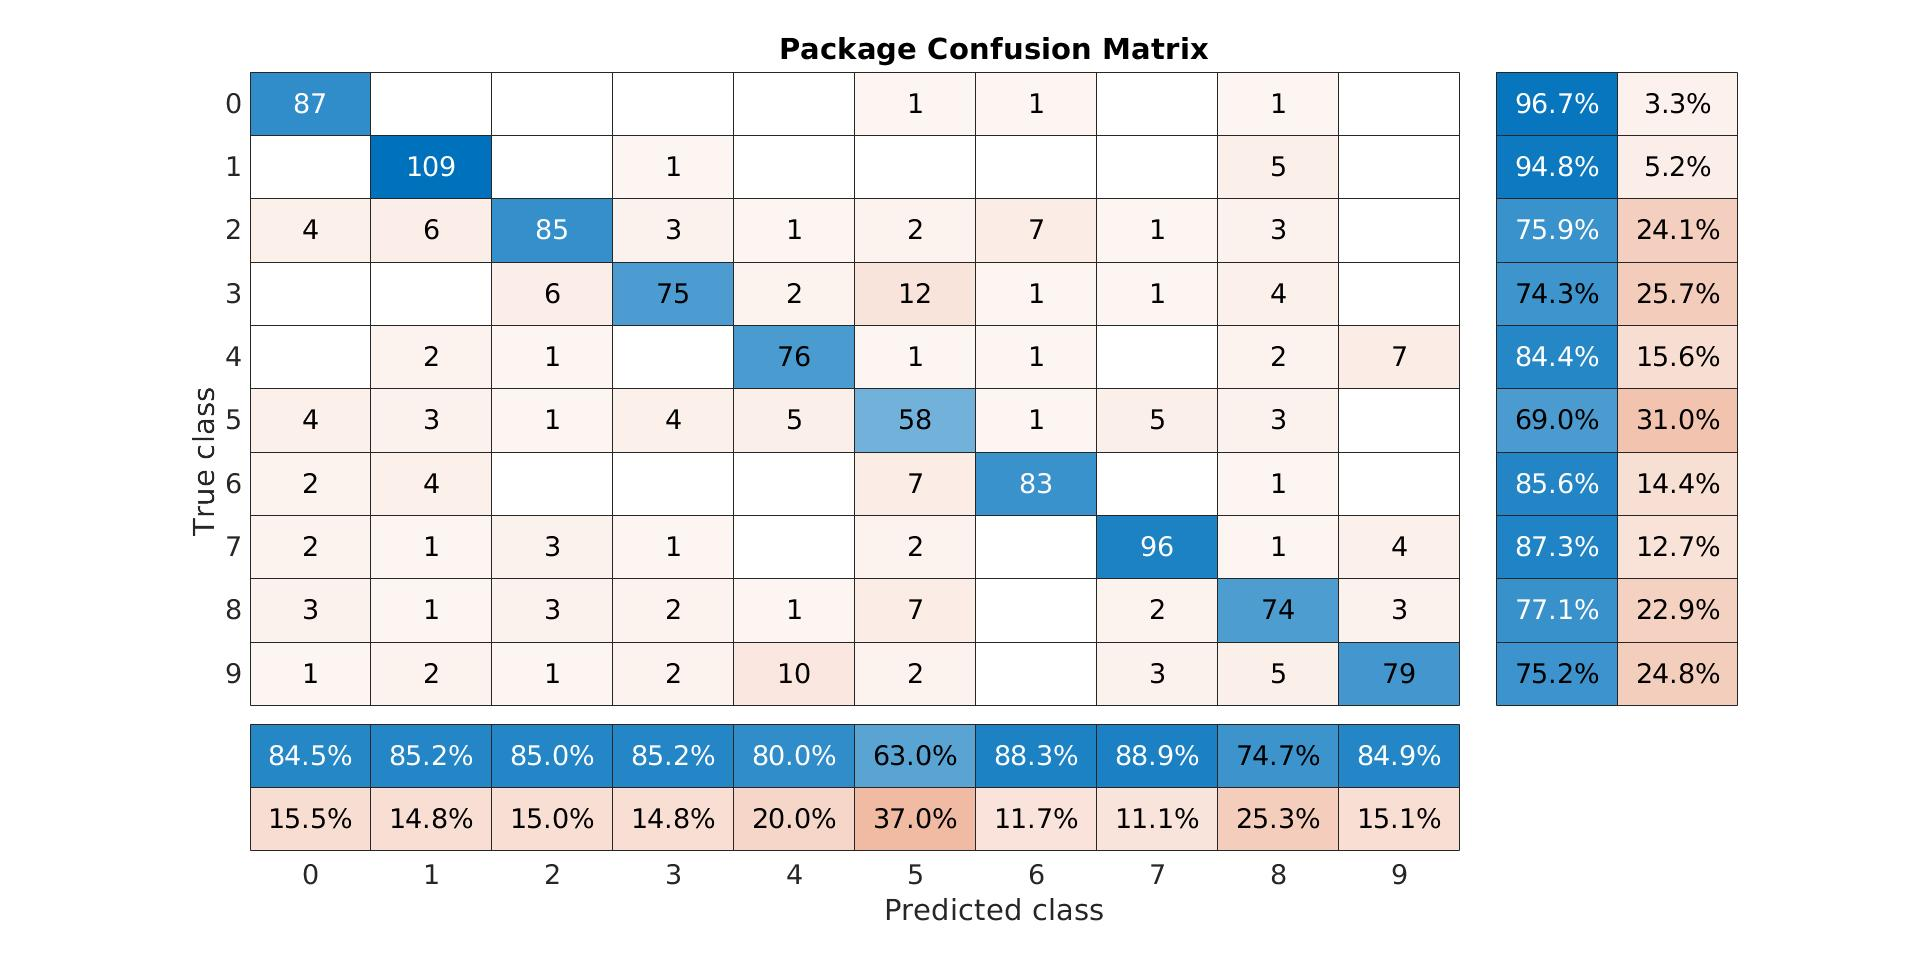 Package Confusion Matrix
0 87 1 1 1 96.7% 3.3%
1 109 1 5 94.8% 5.2%
2 4 6 85 3 1 2 7 1 3 75.9% 24.1%
3 6 75 2 12 1 1 4 74.3% 25.7%
4 2 1 76 1 1 2 7 84.4% 15.6%
5 4 3 1 4 5 58 1 5 3 69.0% 31.0%
6 2 4 7 83 1 85.6% 14.4%
7 2 1 3 1 2 96 1 4 87.3% 12.7%
8 3 1 3 2 1 7 2 74 3 77.1% 22.9%
9 1 2 1 2 10 2 3 5 79 75.2% 24.8%
True class
84.5% 85.2% 85.0% 85.2% 80.0% 63.0% 88.3% 88.9% 74.7% 84.9%
15.5% 14.8% 15.0% 14.8% 20.0% 37.0% 11.7% 11.1% 25.3% 15.1%
0 1 2 3 4 5 6 7 8 9
Predicted class